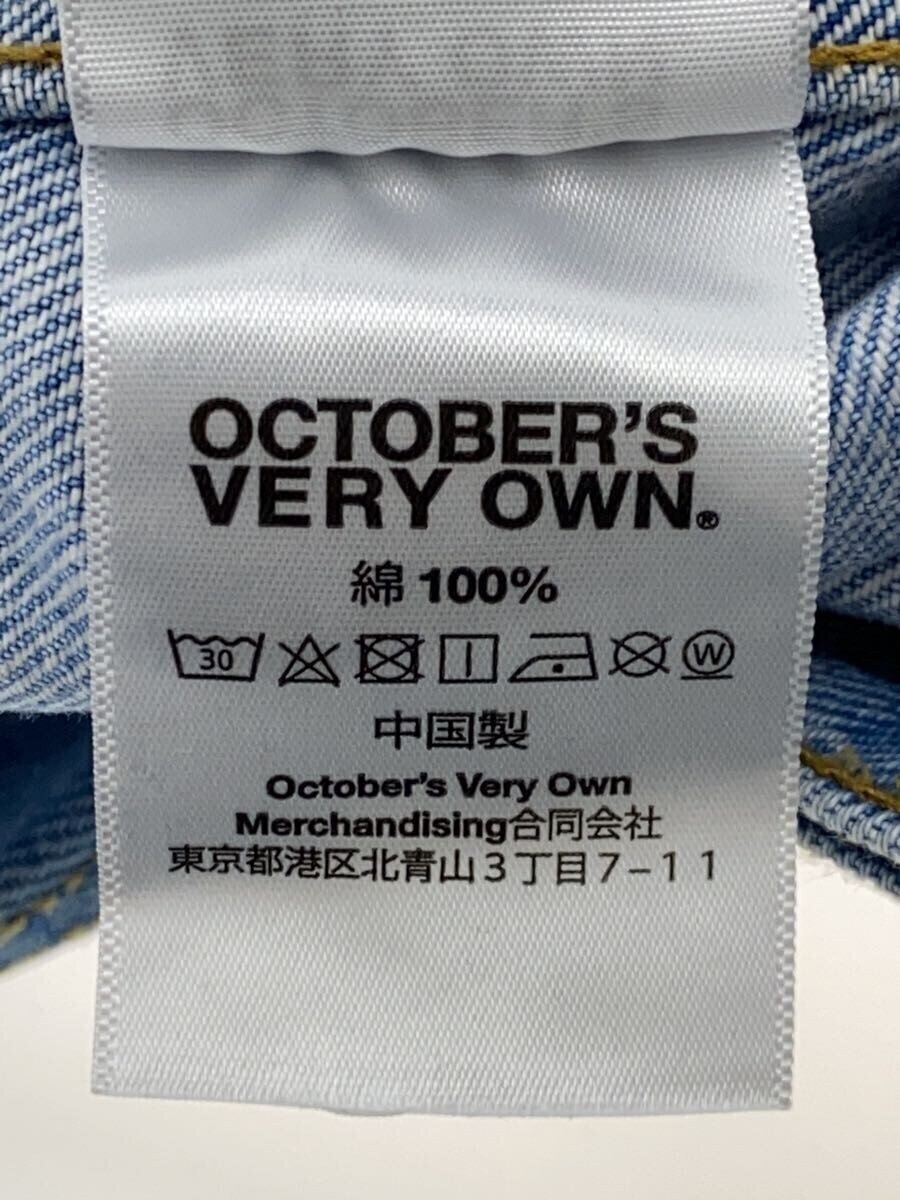 OCTOBER'S
VERY OWN®
綿 100%
30 W
中国製
October's Very Own
Merchandising合同会社
東京都港区北青山3丁目7-11